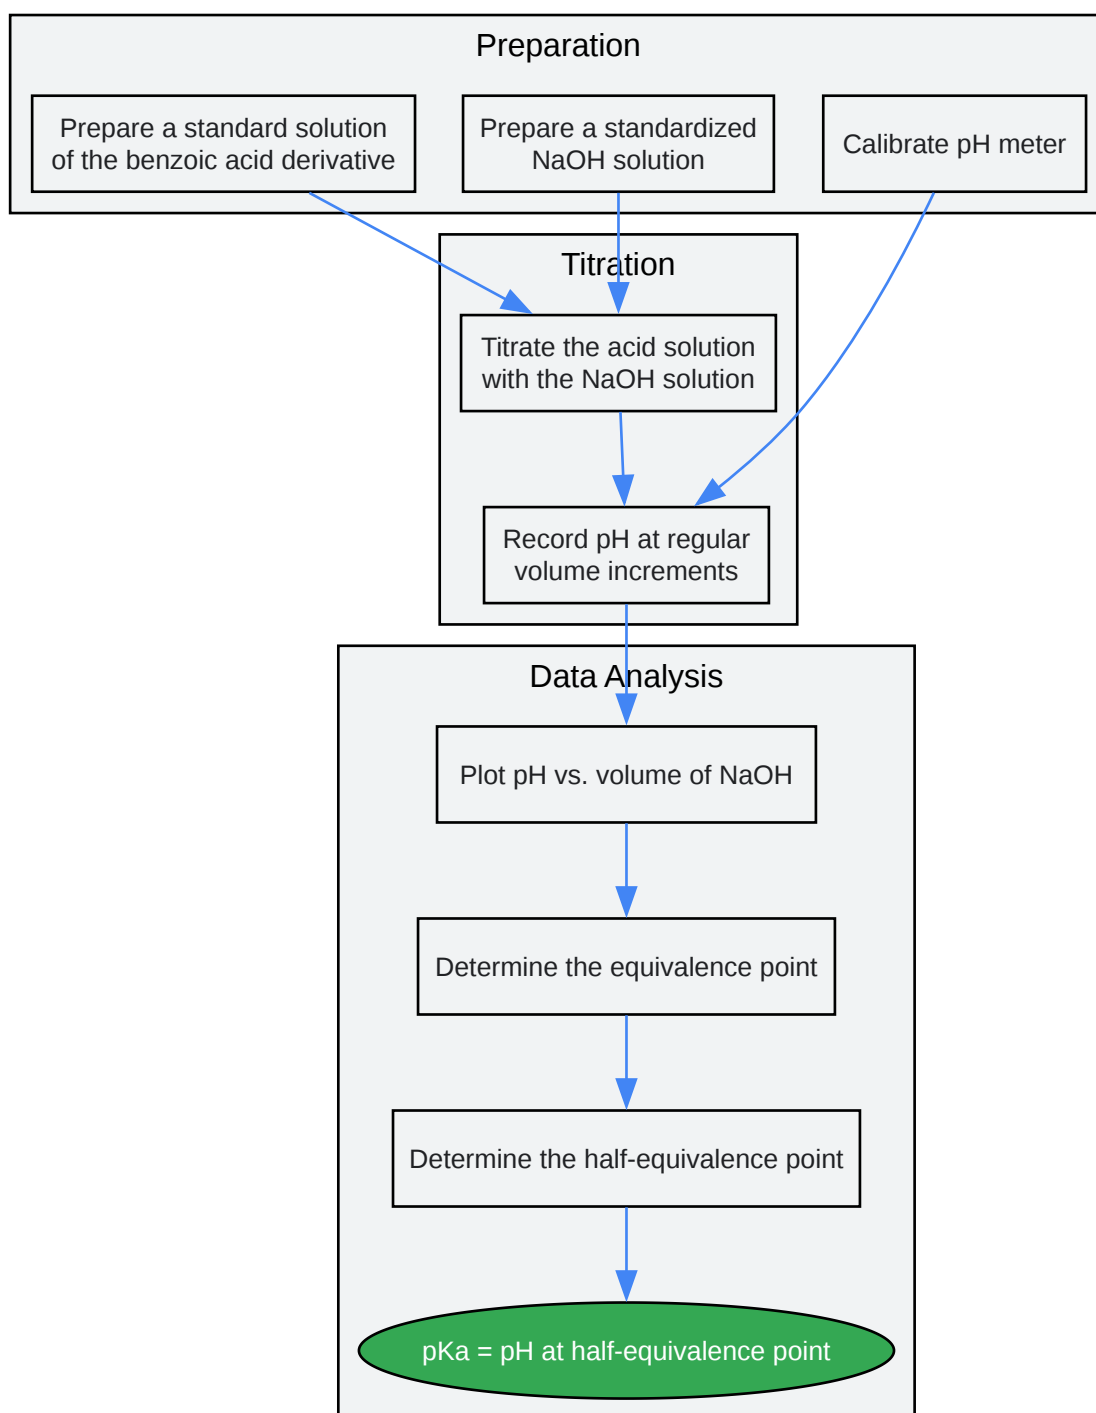 Preparation
Prepare a standard solution
of the benzoic acid derivative
Prepare a standardized
NaOH solution
Calibrate pH meter
Titration
Titrate the acid solution
with the NaOH solution
Record pH at regular
volume increments
Data Analysis
Plot pH vs. volume of NaOH
Determine the equivalence point
Determine the half-equivalence point
pKa = pH at half-equivalence point